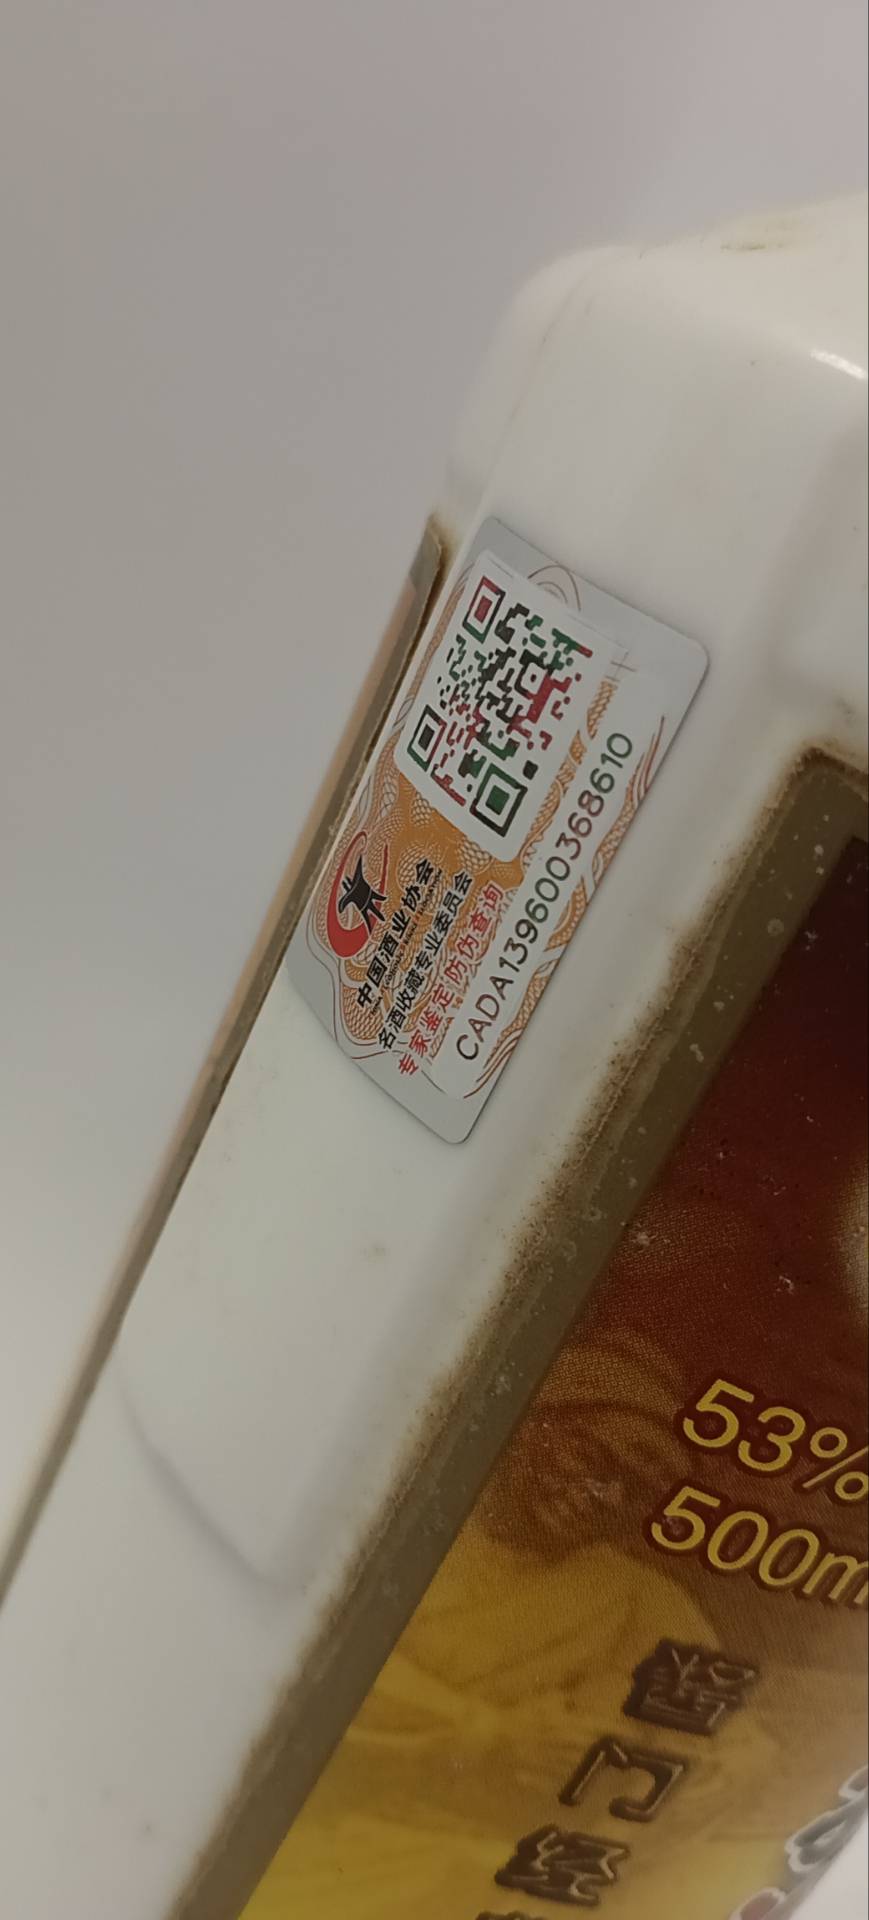 中国酒业协会
名酒收藏专业委员会
专家鉴定防伪查询
CADA139600368610
53%
500m